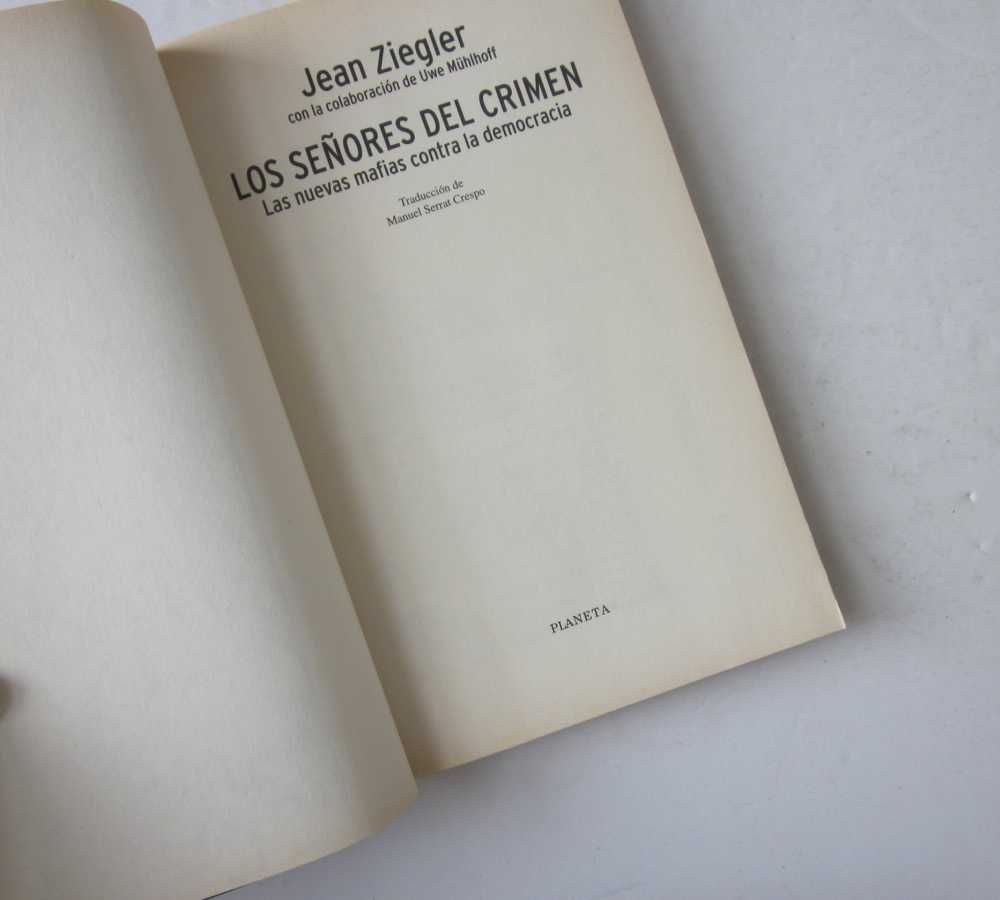 Jean Ziegler
con la colaboración de Uwe Mühlhoff
LOS SEÑORES DEL CRIMEN
Las nuevas mafias contra la democracia
Traducción de
Manuel Serrat Crespo
PLANETA